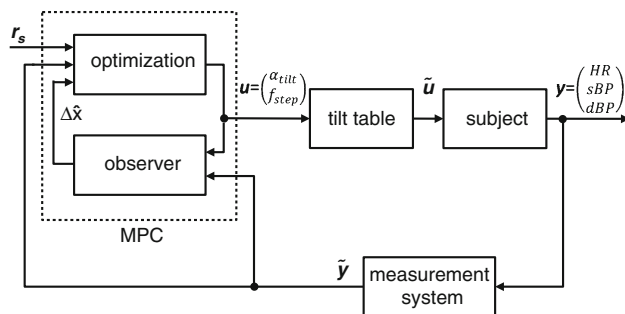 r_s
optimization
Δx̂
observer
MPC
u=(α_tilt
f_step)
tilt table
ũ
subject
y=(HR
sBP
dBP)
ỹ
measurement
system